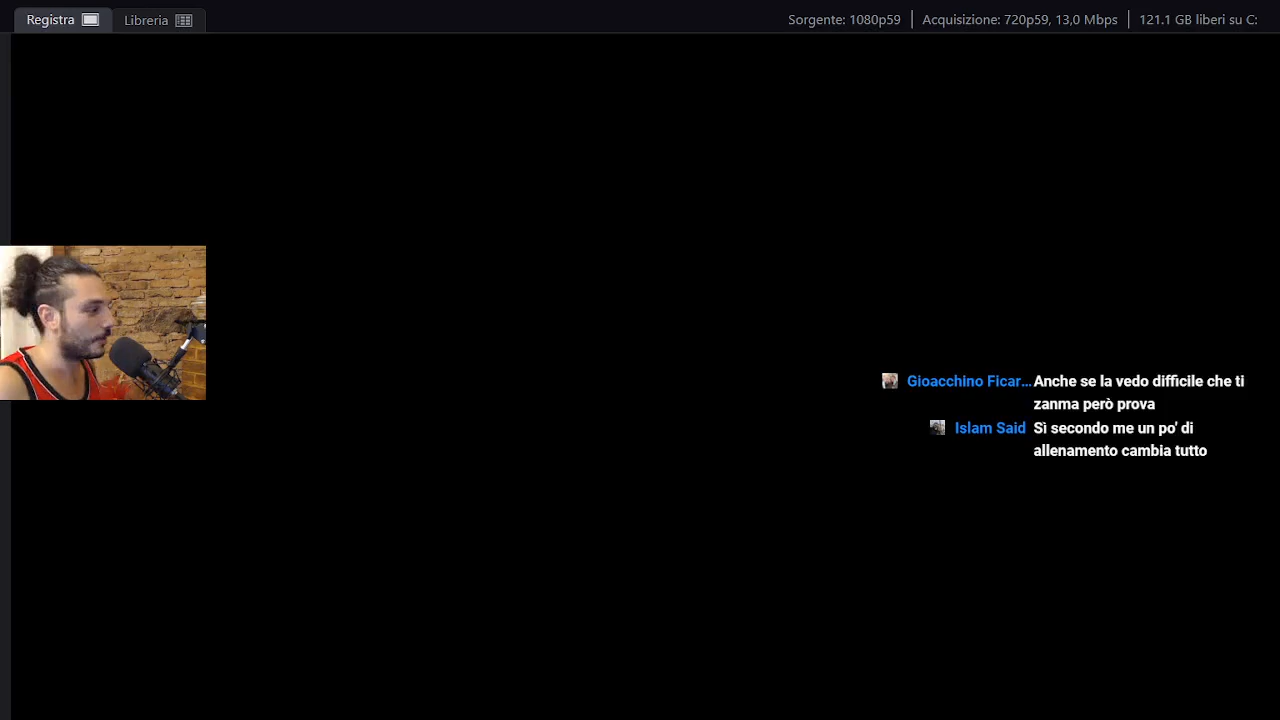 Registra
Libreria
Sorgente: 1080p59
Acquisizione: 720p59, 13,0 Mbps
121.1 GB liberi su C:
Gioacchino Ficar... Anche se la vedo difficile che ti
zanma però prova
Islam Said Sì secondo me un po' di
allenamento cambia tutto